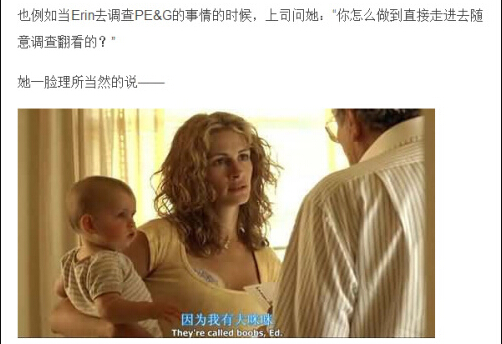 也例如当Erin去调查PE&G的事情的时候，上司问她："你怎么做到直接走进去随
意调查翻看的？"
她一脸理所当然的说——
因为我有大咪咪
They're called boobs, Ed.